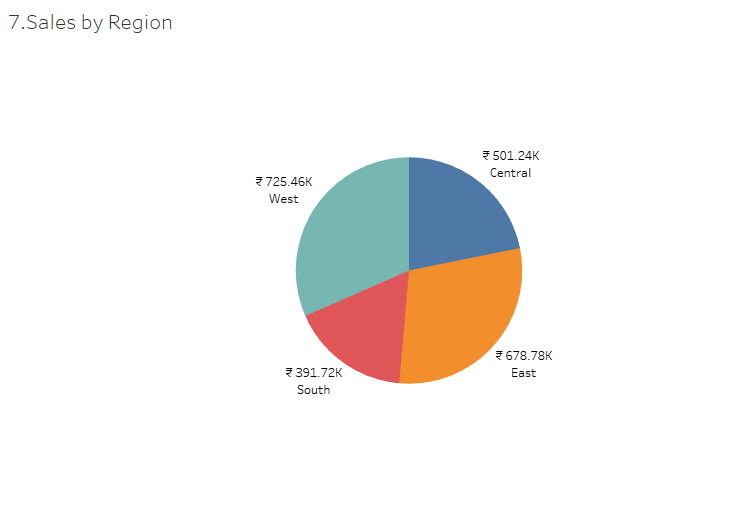 7.Sales by Region
₹ 501.24K
Central
₹ 725.46K
West
₹ 678.78K
East
₹ 391.72K
South